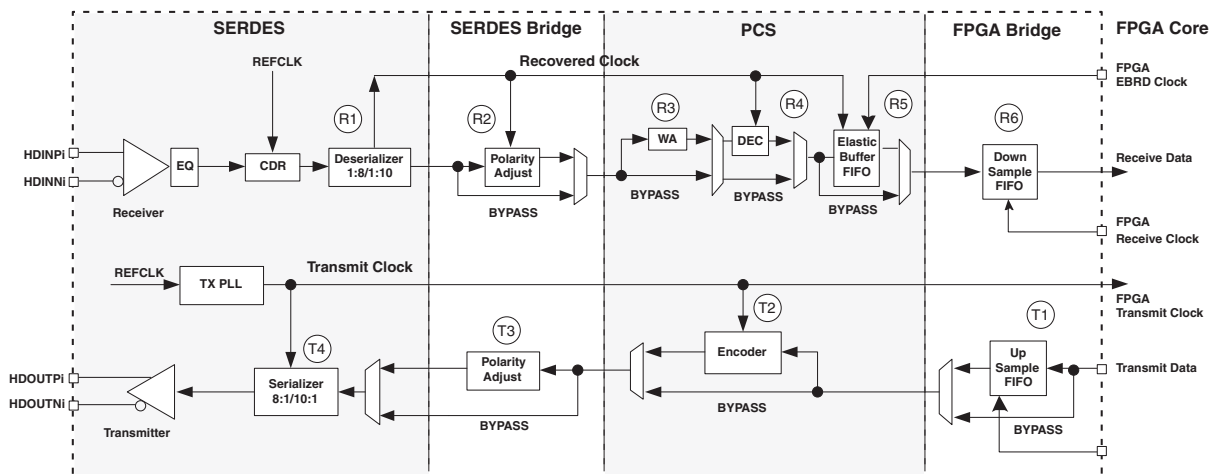 SERDES
SERDES Bridge
PCS
FPGA Bridge
FPGA Core
REFCLK
Recovered Clock
FPGA
EBRD Clock
R1
R2
R3
R4
R5
R6
HDINPi
HDINNi
EQ
CDR
Deserializer
1:8/1:10
Polarity
Adjust
WA
DEC
Elastic
Buffer
FIFO
Down
Sample
FIFO
Receive Data
Receiver
BYPASS
BYPASS
BYPASS
BYPASS
FPGA
Receive Clock
REFCLK
TX PLL
Transmit Clock
FPGA
Transmit Clock
T4
T3
T2
T1
HDOUTPi
HDOUTNi
Serializer
8:1/10:1
Polarity
Adjust
Encoder
Up
Sample
FIFO
Transmit Data
Transmitter
BYPASS
BYPASS
BYPASS